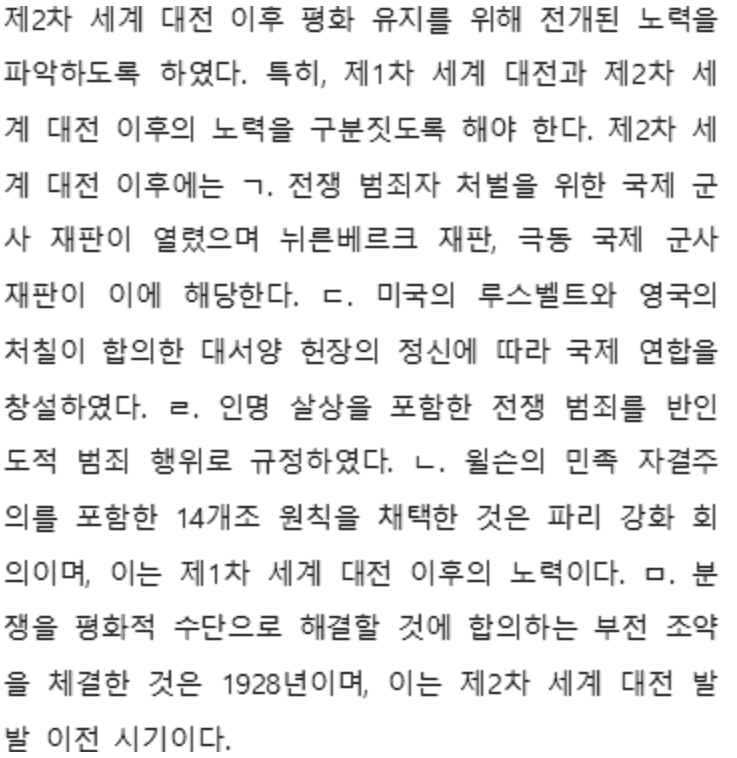 제2차 세계 대전 이후 평화 유지를 위해 전개된 노력을
파악하도록 하였다. 특히, 제1차 세계 대전과 제2차 세
계 대전 이후의 노력을 구분짓도록 해야 한다. 제2차 세
계 대전 이후에는 ㄱ. 전쟁 범죄자 처벌을 위한 국제 군
사 재판이 열렸으며 뉘른베르크 재판, 극동 국제 군사
재판이 이에 해당한다. ㄷ. 미국의 루스벨트와 영국의
처칠이 합의한 대서양 헌장의 정신에 따라 국제 연합을
창설하였다. ㄹ. 인명 살상을 포함한 전쟁 범죄를 반인
도적 범죄 행위로 규정하였다. ㄴ. 윌슨의 민족 자결주
의를 포함한 14개조 원칙을 채택한 것은 파리 강화 회
의이며, 이는 제1차 세계 대전 이후의 노력이다. ㅁ. 분
쟁을 평화적 수단으로 해결할 것에 합의하는 부전 조약
을 체결한 것은 1928년이며, 이는 제2차 세계 대전 발
발 이전 시기이다.